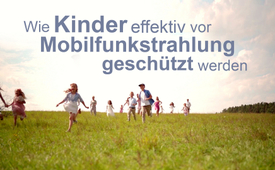 Wie Kinder effektiv vor
Mobilfunkstrahlung
geschützt werden